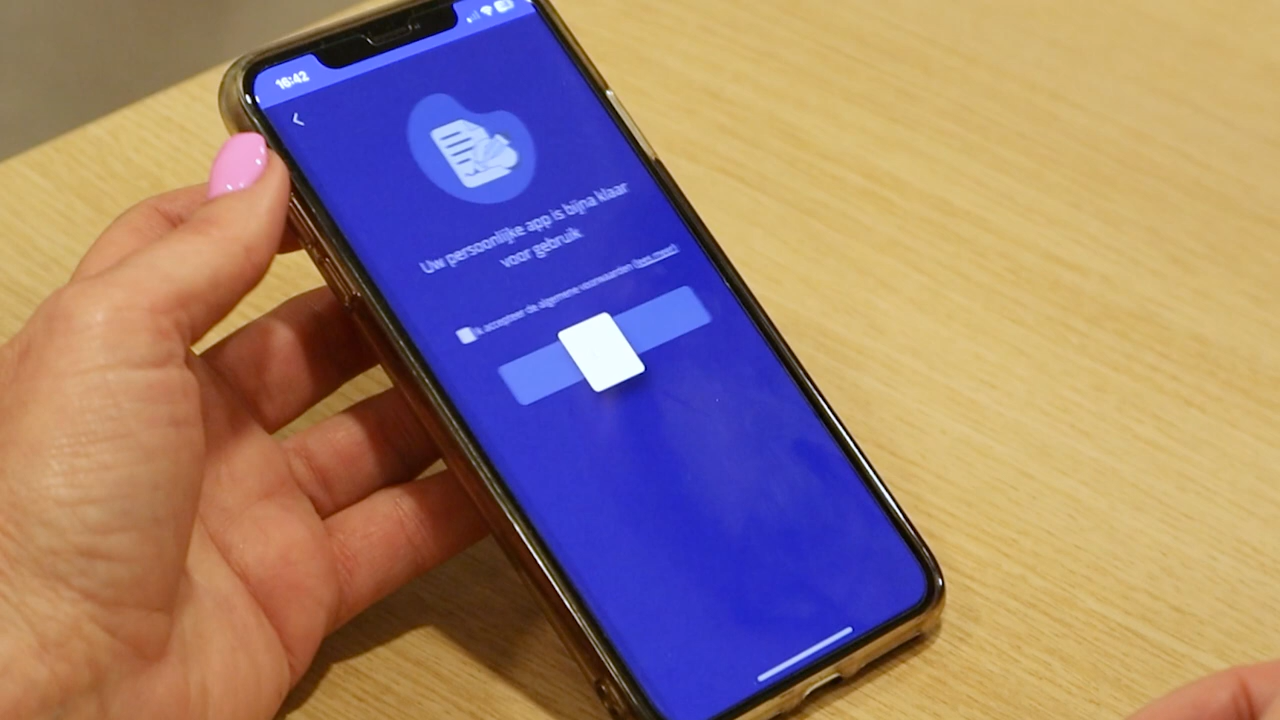 16:42
Uw persoonlijke app is bijna klaar
voor gebruik
Ik accepteer de algemene voorwaarden (lees meer)